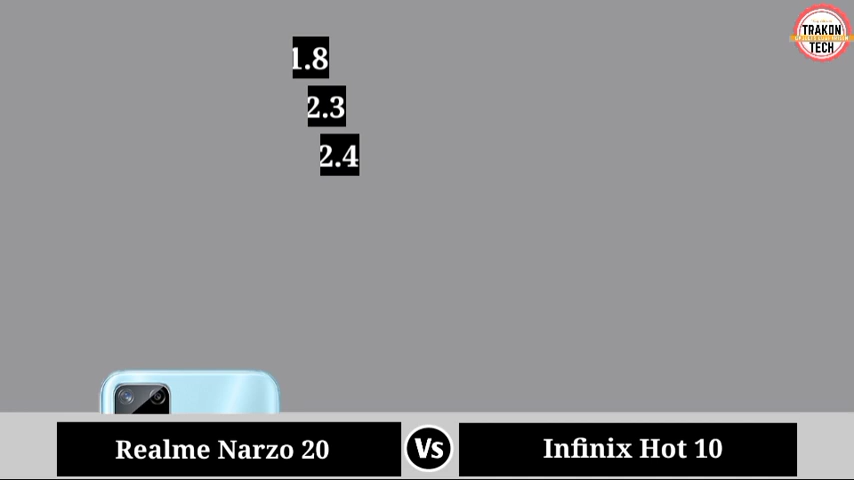 TRAKON
TECH
1.8
2.3
2.4
Realme Narzo 20
Vs
Infinix Hot 10